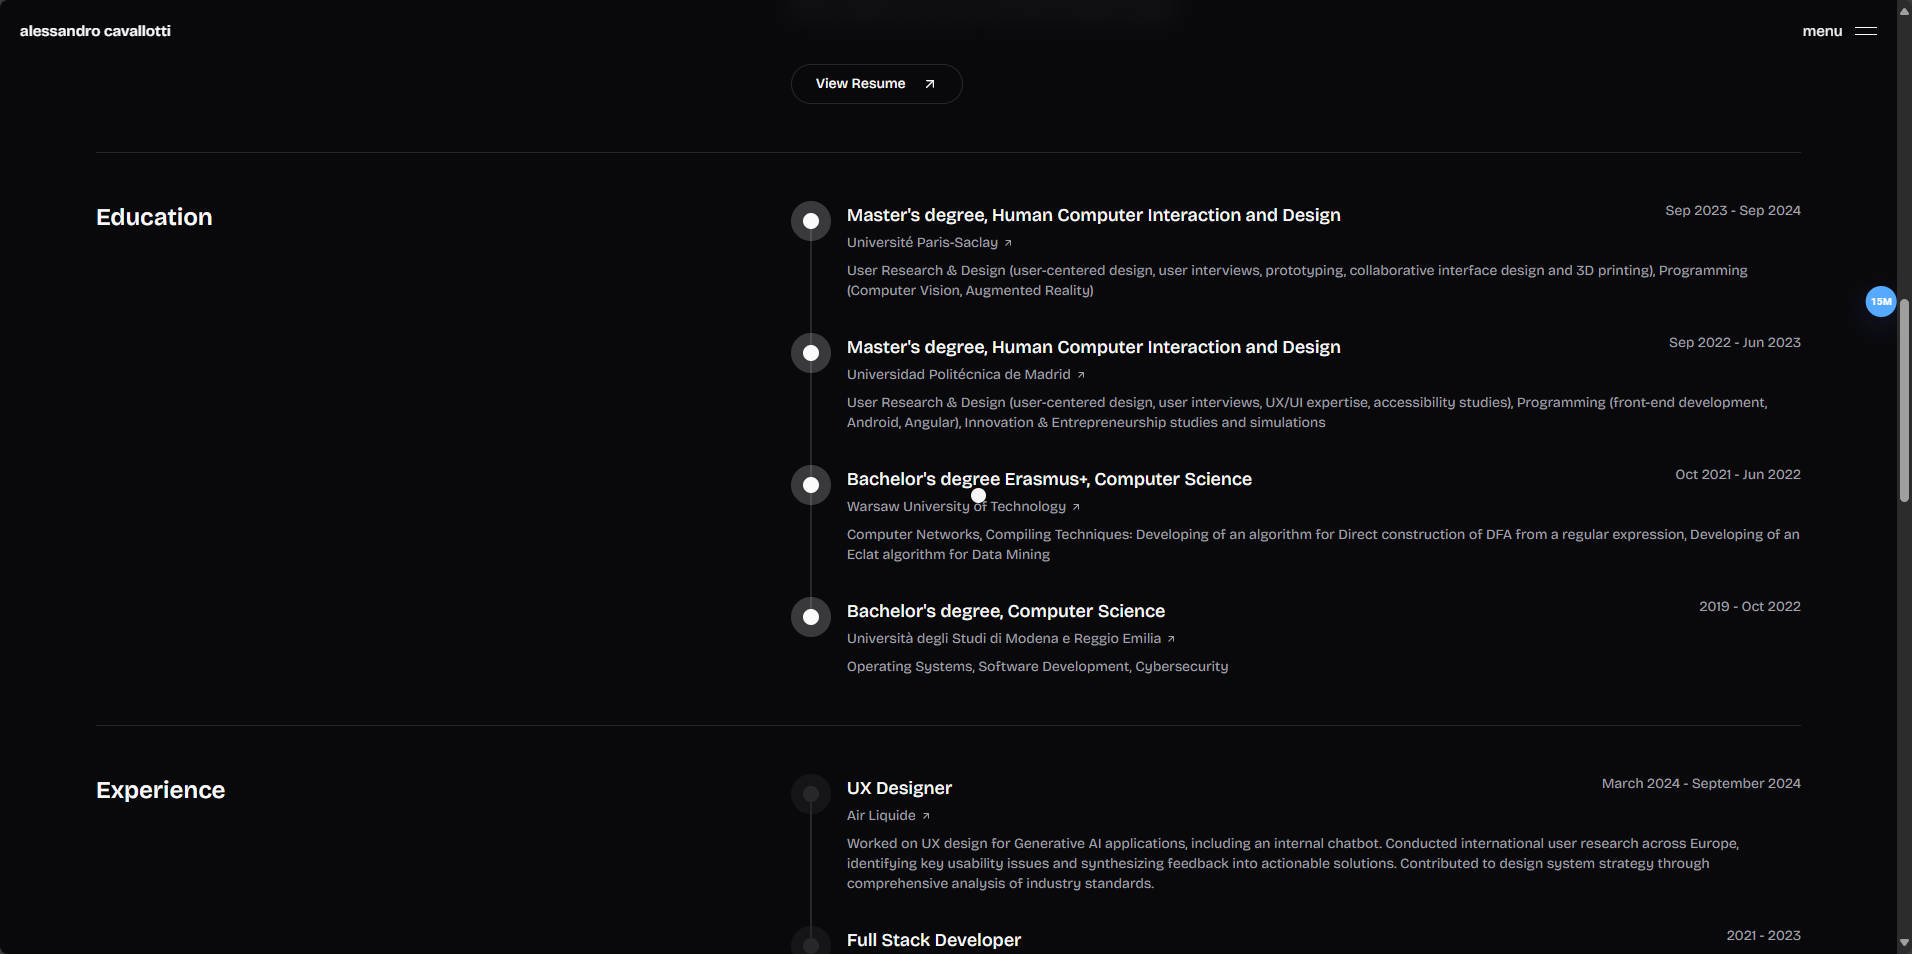 alessandro cavallotti
menu
View Resume
Education
Master's degree, Human Computer Interaction and Design
Sep 2023 - Sep 2024
Université Paris-Saclay
User Research & Design (user-centered design, user interviews, prototyping, collaborative interface design and 3D printing), Programming
(Computer Vision, Augmented Reality)
15M
Master's degree, Human Computer Interaction and Design
Sep 2022 - Jun 2023
Universidad Politécnica de Madrid
User Research & Design (user-centered design, user interviews, UX/UI expertise, accessibility studies), Programming (front-end development,
Android, Angular), Innovation & Entrepreneurship studies and simulations
Bachelor's degree Erasmus+, Computer Science
Oct 2021 - Jun 2022
Warsaw University of Technology
Computer Networks, Compiling Techniques: Developing of an algorithm for Direct construction of DFA from a regular expression, Developing of an
Eclat algorithm for Data Mining
Bachelor's degree, Computer Science
2019 - Oct 2022
Università degli Studi di Modena e Reggio Emilia
Operating Systems, Software Development, Cybersecurity
Experience
UX Designer
March 2024 - September 2024
Air Liquide
Worked on UX design for Generative AI applications, including an internal chatbot. Conducted international user research across Europe,
identifying key usability issues and synthesizing feedback into actionable solutions. Contributed to design system strategy through
comprehensive analysis of industry standards.
Full Stack Developer
2021 - 2023